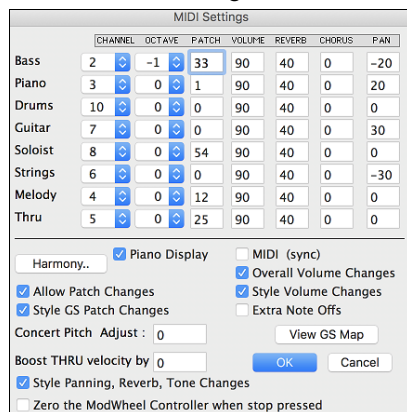 MIDI Settings
CHANNEL OCTAVE PATCH VOLUME REVERB CHORUS PAN
Bass 2 -1 33 90 40 0 -20
Piano 3 0 1 90 40 0 20
Drums 10 0 0 90 40 0 0
Guitar 7 0 0 90 40 0 30
Soloist 8 0 54 90 40 0 0
Strings 6 0 0 90 40 0 -30
Melody 4 0 12 90 40 0 0
Thru 5 0 25 90 40 0 0
Harmony.. Piano Display MIDI (sync)
Overall Volume Changes
Allow Patch Changes Style Volume Changes
Style GS Patch Changes Extra Note Offs
Concert Pitch Adjust : 0 View GS Map
Boost THRU velocity by 0 OK Cancel
Style Panning, Reverb, Tone Changes
Zero the ModWheel Controller when stop pressed